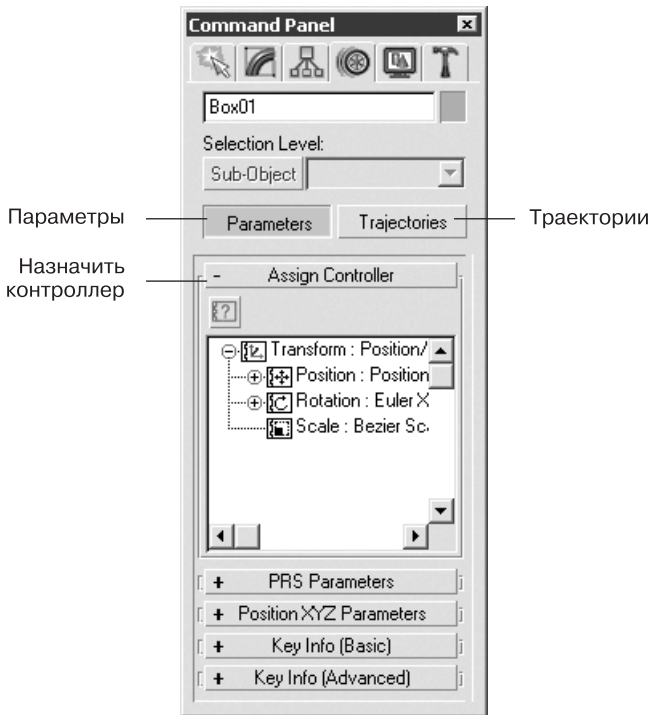 Command Panel
Box01
Selection Level:
Sub-Object
Параметры
Parameters
Trajectories
Траектории
Назначить
контроллер
- Assign Controller
Transform : Position/
Position : Position
Rotation : Euler X
Scale : Bezier Sc
+ PRS Parameters
+ Position XYZ Parameters
+ Key Info (Basic)
+ Key Info (Advanced)